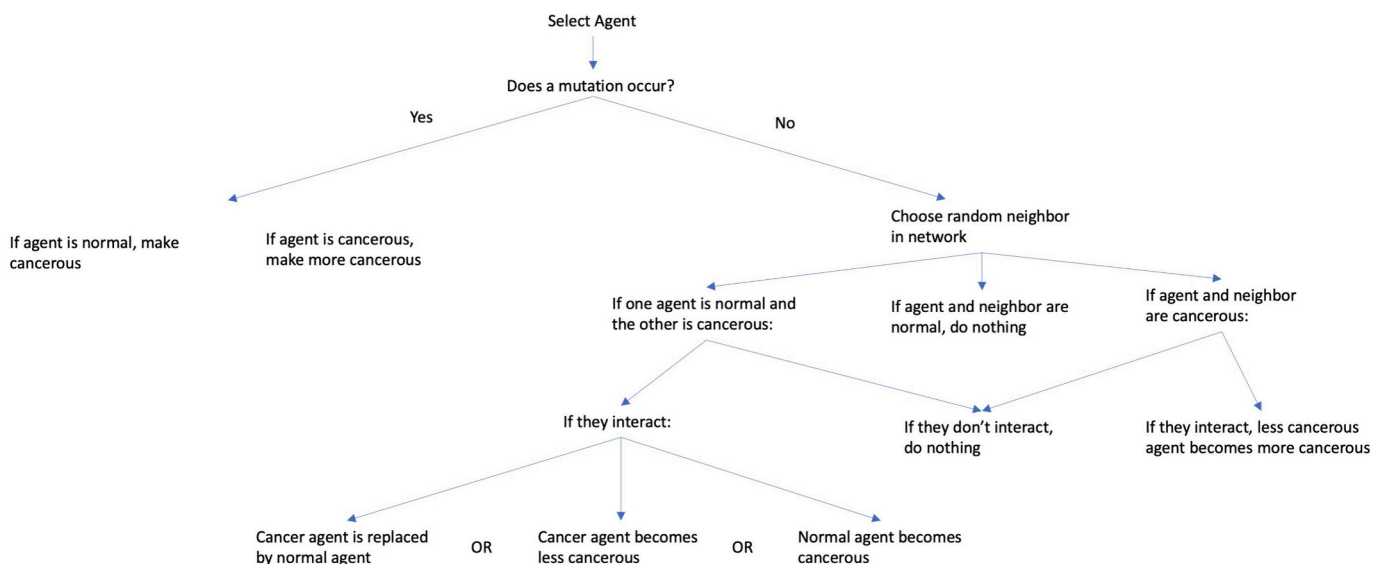 Select Agent
Does a mutation occur?
Yes
No
If agent is normal, make
cancerous
If agent is cancerous,
make more cancerous
Choose random neighbor
in network
If one agent is normal and
the other is cancerous:
If agent and neighbor are
normal, do nothing
If agent and neighbor
are cancerous:
If they interact:
If they don't interact,
do nothing
If they interact, less cancerous
agent becomes more cancerous
Cancer agent is replaced
by normal agent
OR
Cancer agent becomes
less cancerous
OR
Normal agent becomes
cancerous